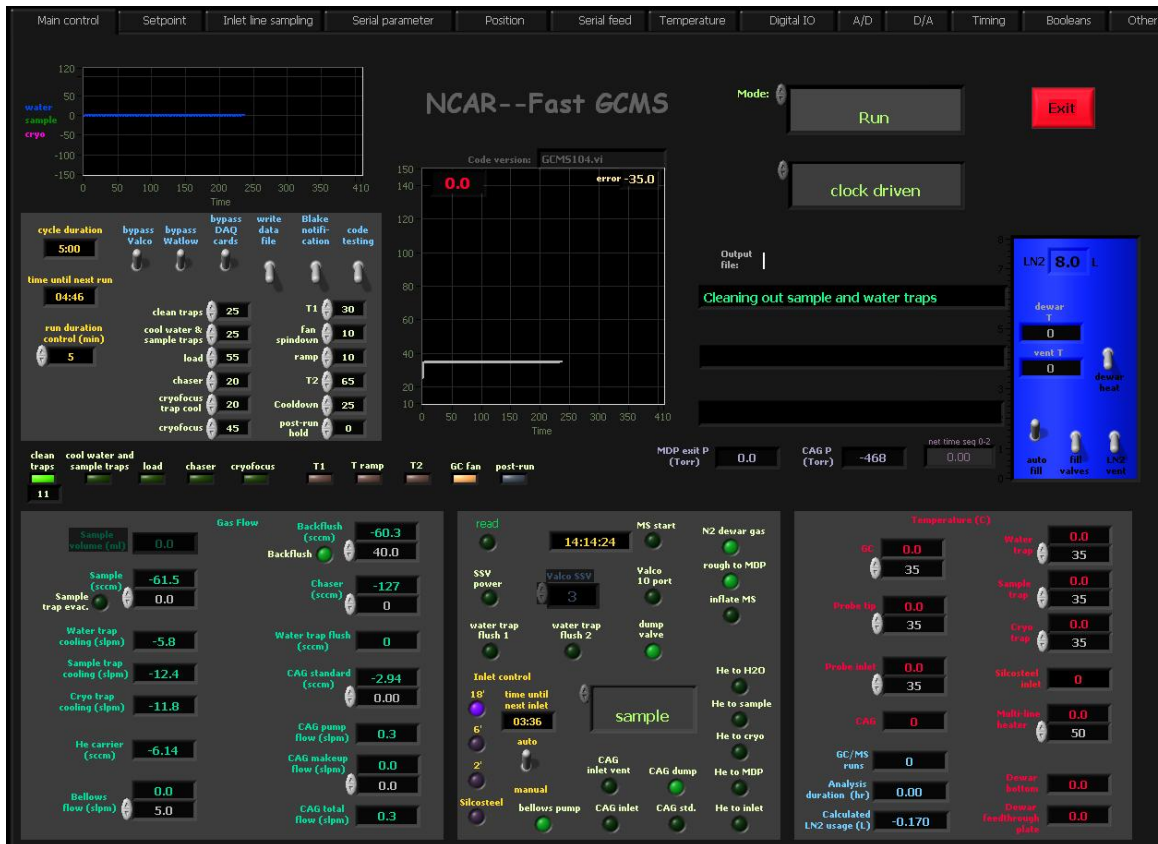 Main control Setpoint Inlet line sampling Serial parameter Position Serial feed Temperature Digital IO A/D D/A Timing Booleans Other
120
50
0
-50
-100
-150
water
sample
cryo
0 50 100 150 200 250 300 350 410
Time
NCAR--Fast GCMS
Code version: GCMS104.vi
Mode:
Run
clock driven
Exit
0.0
error -35.0
150
140
120
100
80
60
40
20
10
0 50 100 150 200 250 300 350 410
Time
cycle duration
5:00
time until next run
04:46
run duration
control (min)
5
bypass
Valco
bypass
Watlow
bypass
DAQ
cards
write
data
file
Blake
notifi-
cation
code
testing
clean traps 25
cool water &
sample traps 25
load 55
chaser 20
cryofocus
trap cool 20
cryofocus 45
T1 30
fan
spindown 10
ramp 10
T2 65
Cooldown 25
post-run
hold 0
Output
file:
Cleaning out sample and water traps
LN2 8.0 L
dewar
T
0
vent T
0
dewar
heat
auto
fill
fill
valves
LN2
vent
MDP exit P
(Torr) 0.0
CAG P
(Torr) -468
net time seq 0-2
0.00
clean
traps
11
cool water and
sample traps
load
chaser
cryofocus
T1
T ramp
T2
GC fan
post-run
Gas Flow
Sample
volume (ml) 0.0
Sample
(sccm) -61.5
0.0
Sample
trap evac.
Water trap
cooling (slpm) -5.8
Sample trap
cooling (slpm) -12.4
Cryo trap
cooling (slpm) -11.8
He carrier
(sccm) -6.14
Bellows
flow (slpm) 0.0
5.0
Backflush
(sccm) -60.3
Backflush 40.0
Chaser
(sccm) -127
0
Water trap flush
(sccm) 0
CAG standard
(sccm) -2.94
0.00
CAG pump
flow (slpm) 0.3
CAG makeup
flow (slpm) 0.0
0.0
CAG total
flow (slpm) 0.3
read
14:14:24
MS start
N2 dewar gas
SSV
power
Valco SSV
3
Valco
10 port
rough to MDP
inflate MS
water trap
flush 1
water trap
flush 2
dump
valve
Inlet control
18'
6'
2'
Silcosteel
time until
next inlet
03:36
auto
manual
sample
He to H2O
He to sample
He to cryo
He to MDP
He to inlet
CAG
inlet vent
CAG dump
bellows pump
CAG inlet
CAG std.
Temperature (C)
GC 0.0
35
Probe tip 0.0
35
Probe inlet 0.0
35
CAG 0
GC/MS
runs 0
Analysis
duration (hr) 0.00
Calculated
LN2 usage (L) -0.170
Water
trap 0.0
35
Sample
trap 0.0
35
Cryo
trap 0.0
35
Silcosteel
inlet 0
Multi-line
heater 0.0
50
Dewar
bottom 0.0
Dewar
feedthrough
plate 0.0